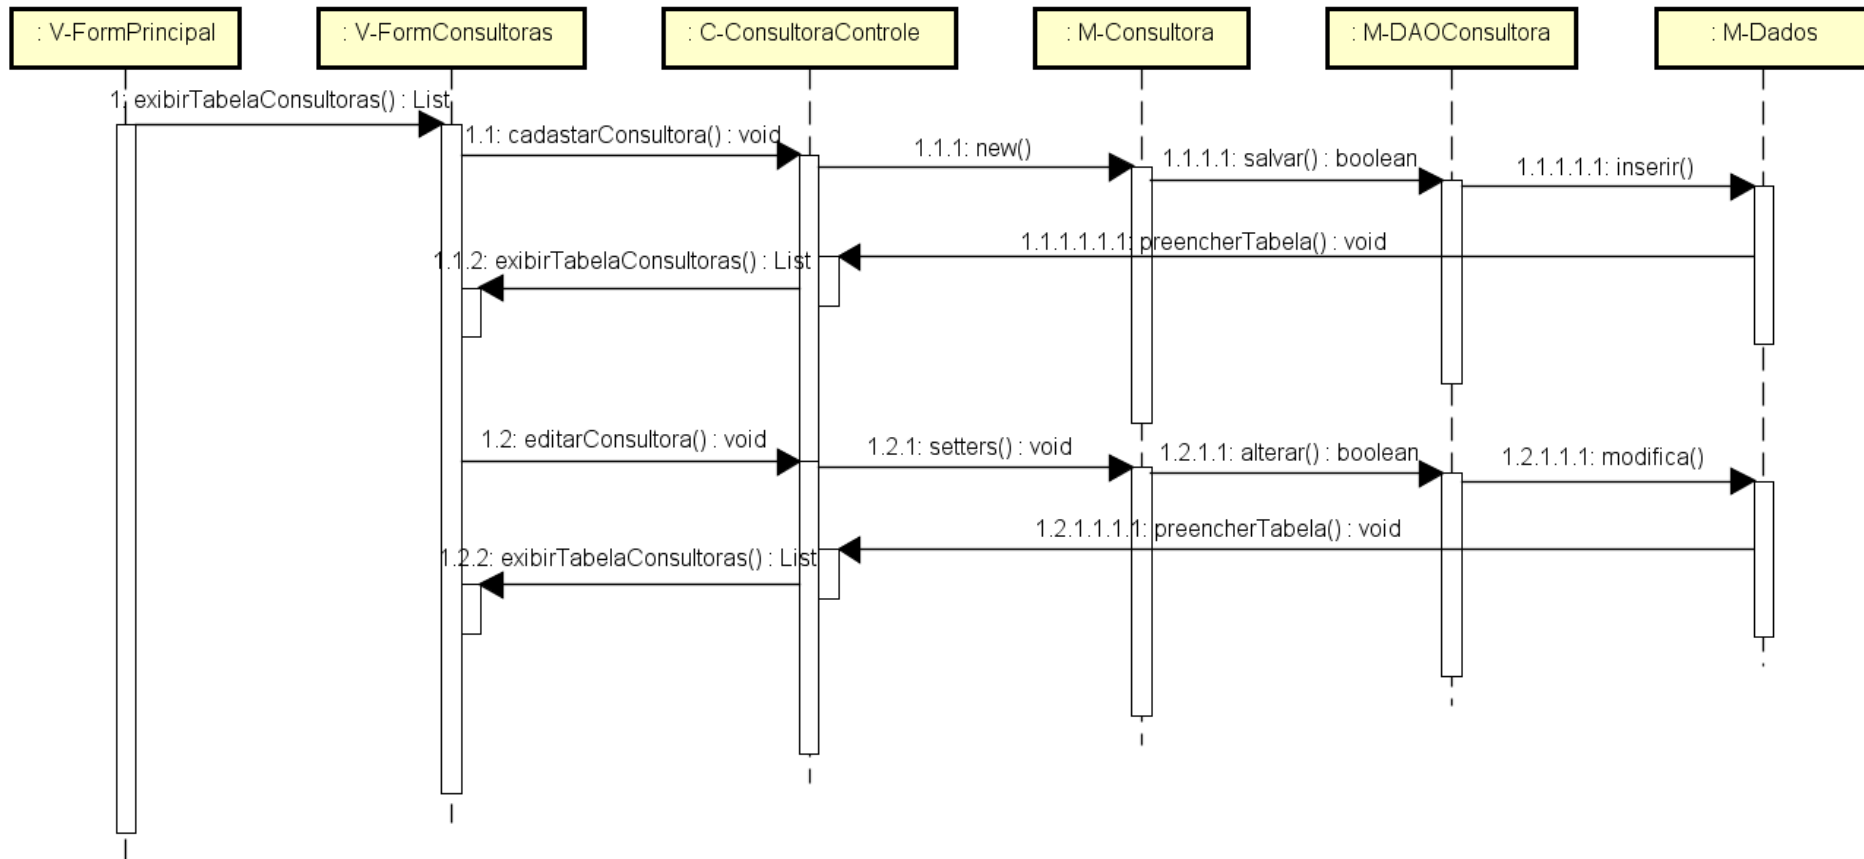 : V-FormPrincipal
: V-FormConsultoras
: C-ConsultoraControle
: M-Consultora
: M-DAOConsultora
: M-Dados
1: exibirTabelaConsultoras() : List
1.1: cadastarConsultora() : void
1.1.1: new()
1.1.1.1: salvar() : boolean
1.1.1.1.1: inserir()
1.1.1.1.1.1: preencherTabela() : void
1.1.2: exibirTabelaConsultoras() : List
1.2: editarConsultora() : void
1.2.1: setters() : void
1.2.1.1: alterar() : boolean
1.2.1.1.1: modifica()
1.2.1.1.1.1: preencherTabela() : void
1.2.2: exibirTabelaConsultoras() : List